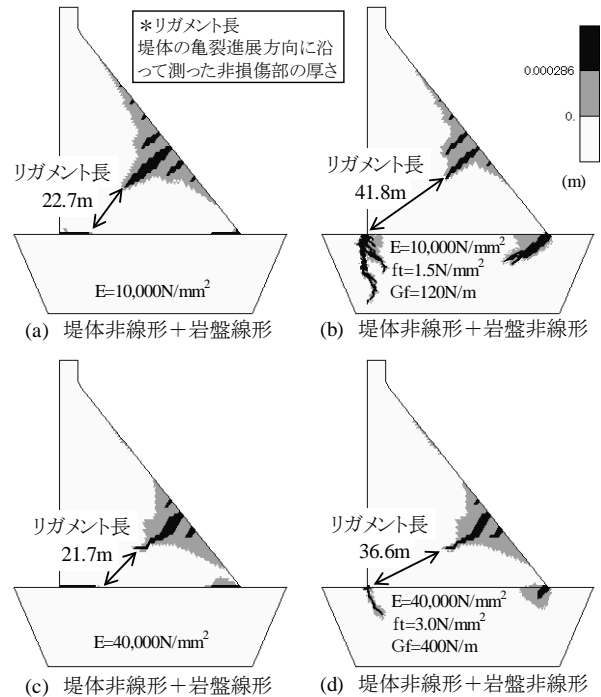 ＊リガメント長
堤体の亀裂進展方向に沿
って測った非損傷部の厚さ
0.000286
0.
(m)
リガメント長
22.7m
E=10,000N/mm²
(a) 堤体非線形＋岩盤線形
リガメント長
41.8m
E=10,000N/mm²
ft=1.5N/mm²
Gf=120N/m
(b) 堤体非線形＋岩盤非線形
リガメント長
21.7m
E=40,000N/mm²
(c) 堤体非線形＋岩盤線形
リガメント長
36.6m
E=40,000N/mm²
ft=3.0N/mm²
Gf=400N/m
(d) 堤体非線形＋岩盤非線形